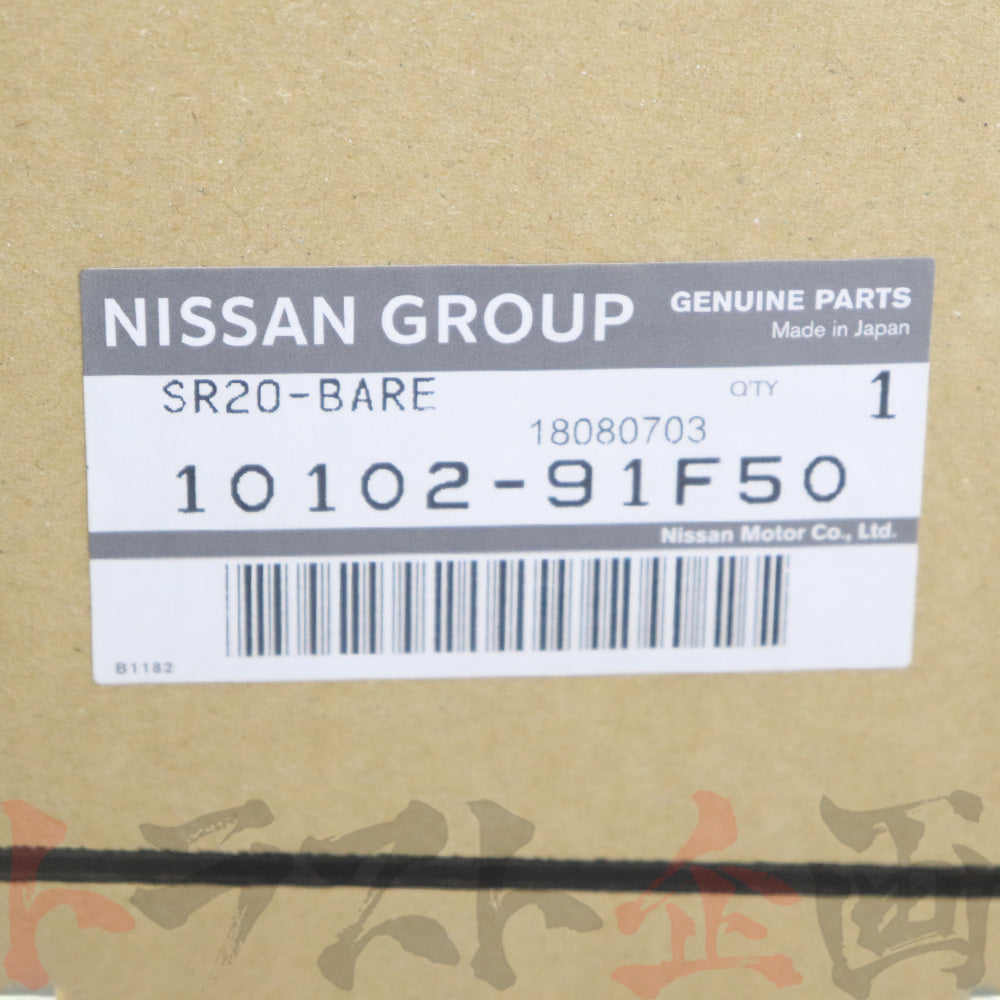 NISSAN GROUP
GENUINE PARTS
Made in Japan
SR20-BARE
Q'TY 1
18080703
10102-91F50
Nissan Motor Co., Ltd.
B1182
トラスト企画